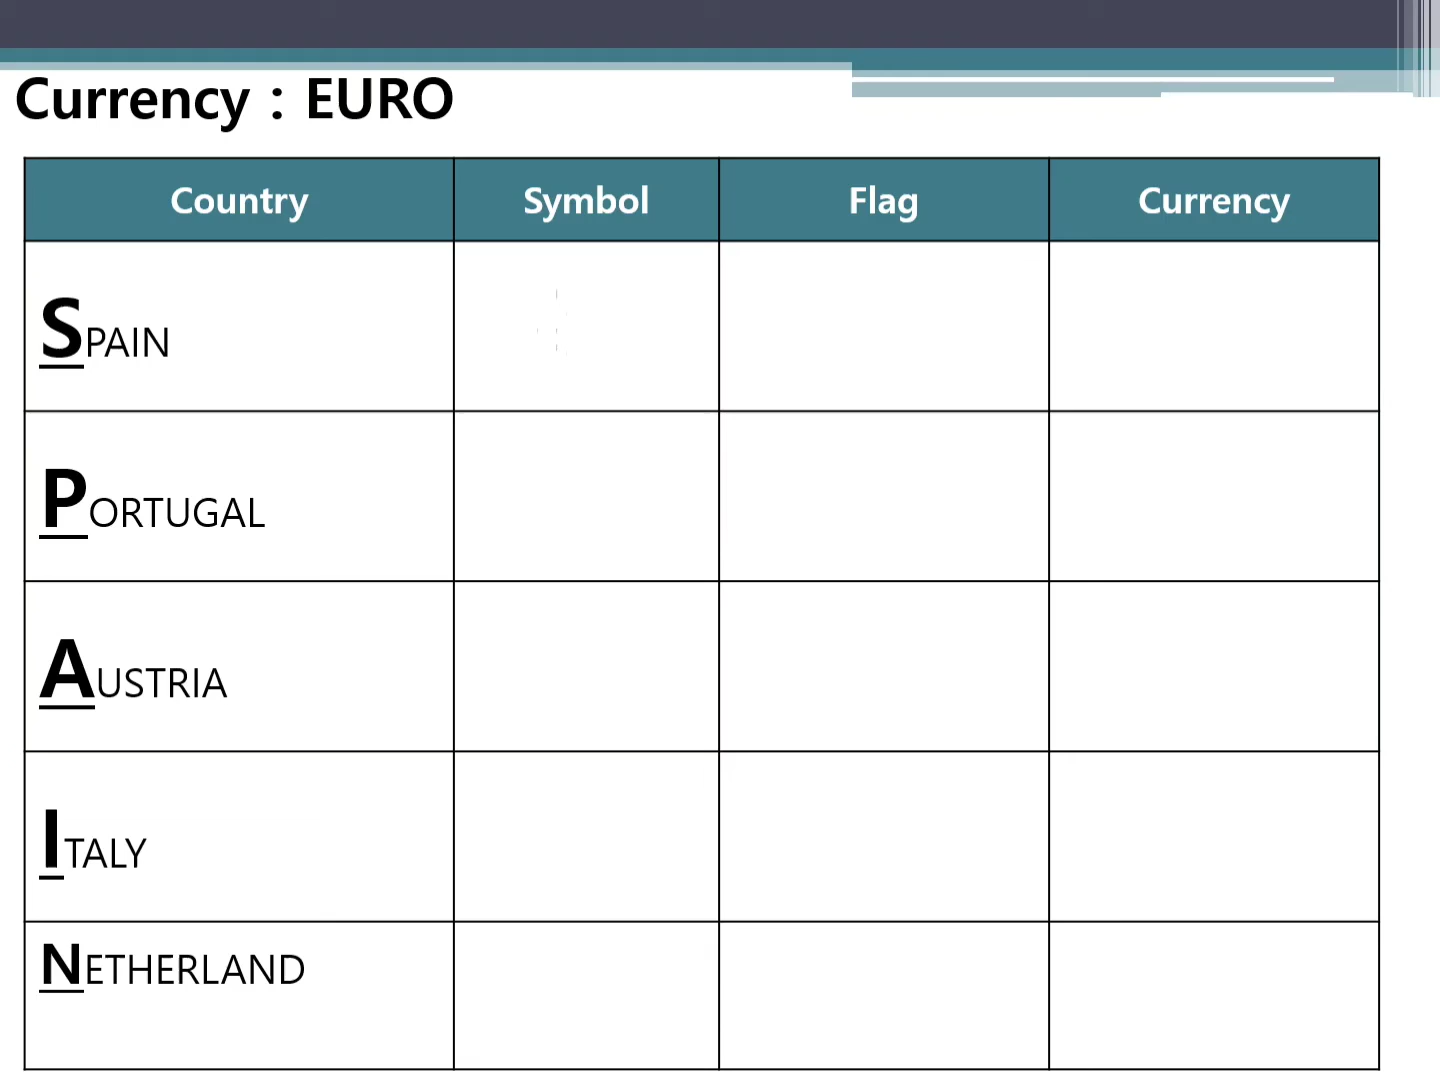 Currency : EURO
Country Symbol Flag Currency
SPAIN
PORTUGAL
AUSTRIA
ITALY
NETHERLAND